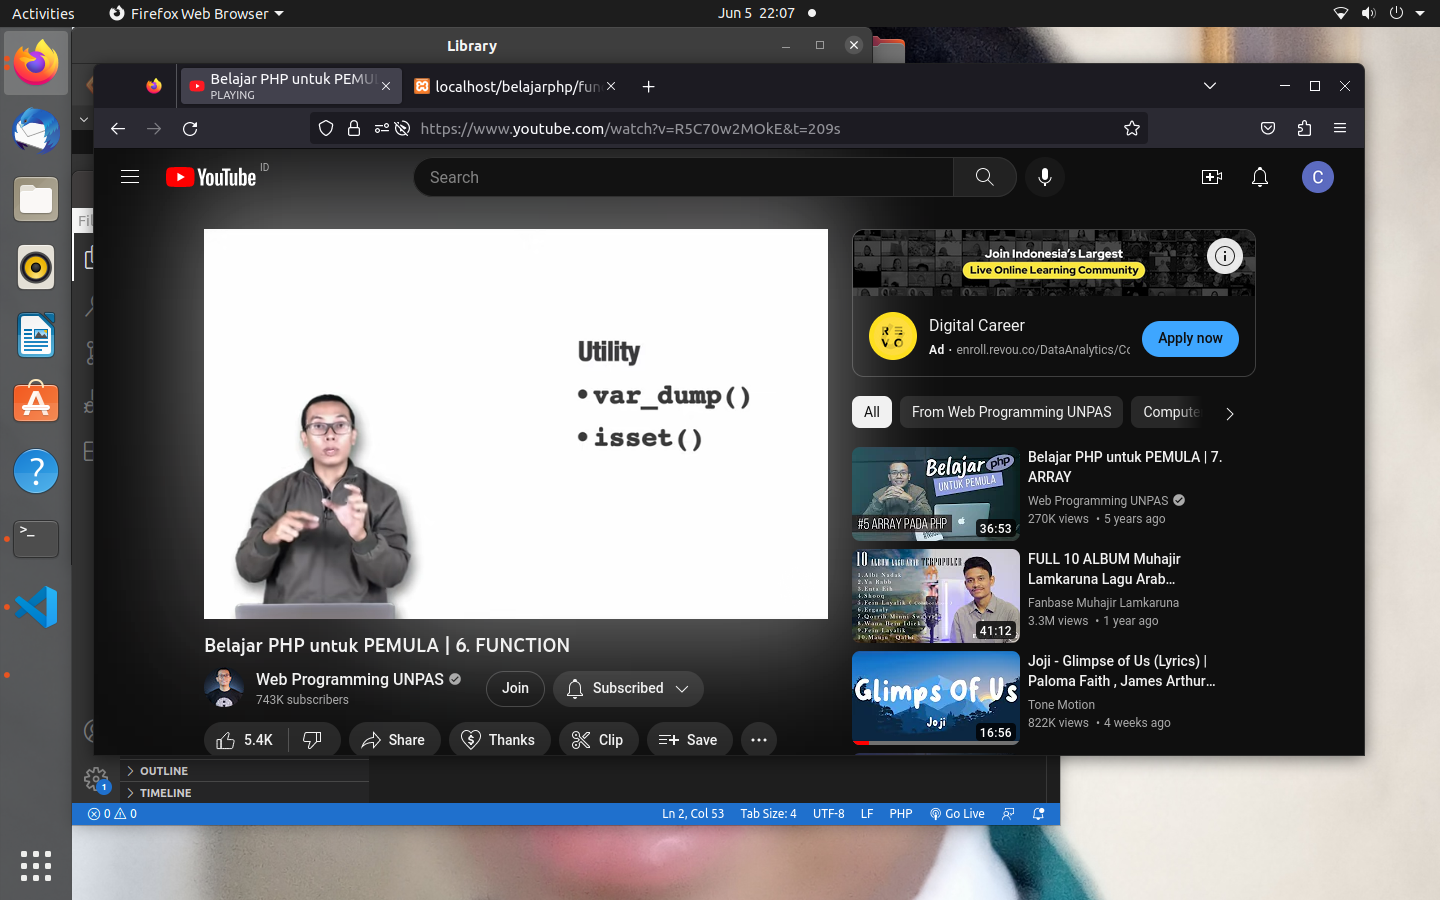 Activities
Firefox Web Browser
Jun 5 22:07
Library
Belajar PHP untuk PEMU
PLAYING
localhost/belajarphp/fun
https://www.youtube.com/watch?v=R5C70w2MOkE&t=209s
YouTube
ID
Search
C
Utility
• var_dump()
• isset()
Belajar PHP untuk PEMULA | 6. FUNCTION
Web Programming UNPAS
743K subscribers
Join
Subscribed
5.4K
Share
Thanks
Clip
Save
Join Indonesia's Largest
Live Online Learning Community
Digital Career
Ad · enroll.revou.co/DataAnalytics/Co
Apply now
All
From Web Programming UNPAS
Compute
Belajar php
UNTUK PEMULA
#5 ARRAY PADA PHP
36:53
Belajar PHP untuk PEMULA | 7.
ARRAY
Web Programming UNPAS
270K views • 5 years ago
10 ALBUM LAGU ARAB TERPOPULER
41:12
FULL 10 ALBUM Muhajir
Lamkaruna Lagu Arab...
Fanbase Muhajir Lamkaruna
3.3M views • 1 year ago
Glimps Of Us
Joji
16:56
Joji - Glimpse of Us (Lyrics) |
Paloma Faith , James Arthur...
Tone Motion
822K views • 4 weeks ago
Fil
OUTLINE
TIMELINE
1
0
0
Ln 2, Col 53
Tab Size: 4
UTF-8
LF
PHP
Go Live